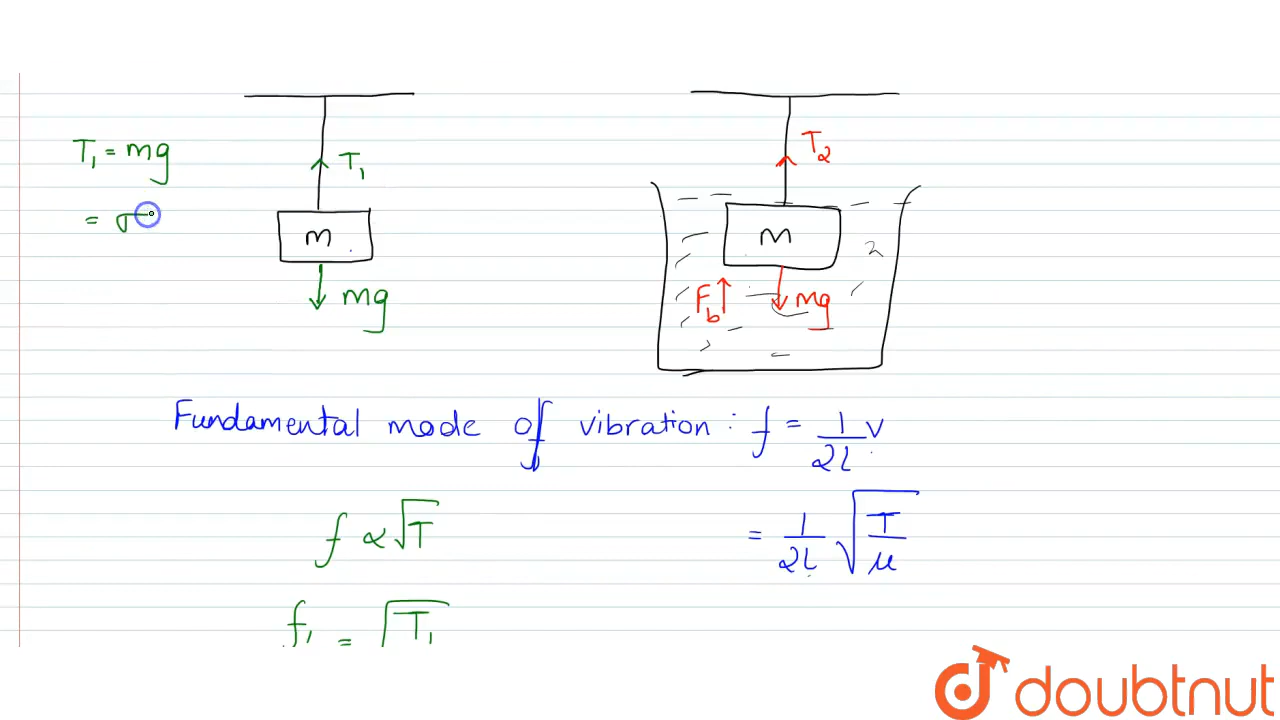 T₁ = mg
= σ
T₁
m
mg
T₂
m
F_b
mg
Fundamental mode of vibration : f = 1/2l v
f ∝ √T
= 1/2l √T/μ
f₁ = √T₁
doubtnut